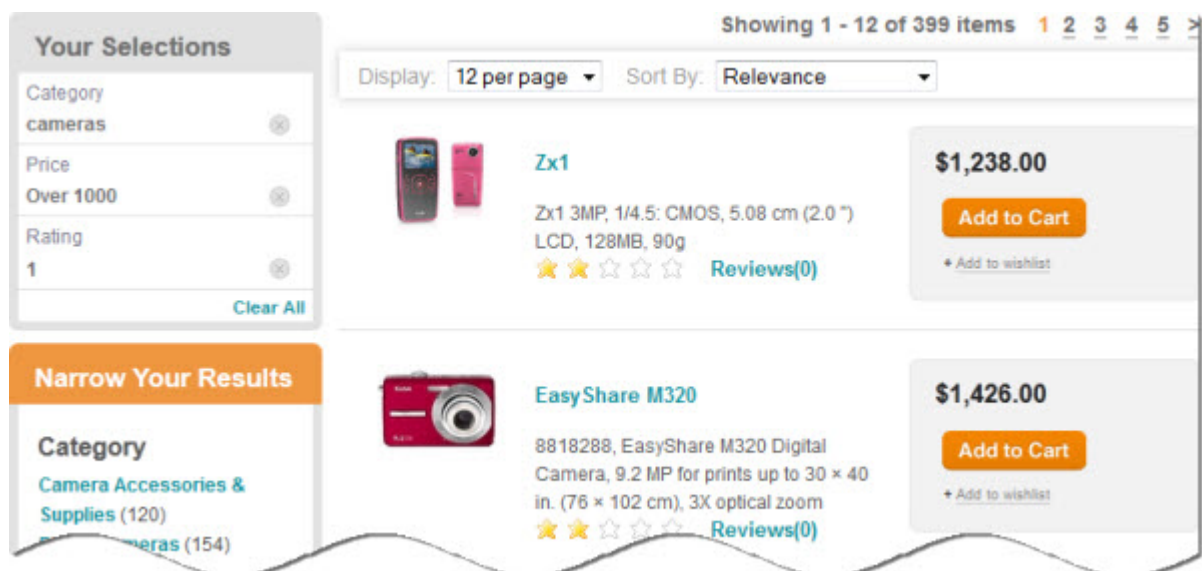 Your Selections
Category
cameras
Price
Over 1000
Rating
1
Clear All
Narrow Your Results
Category
Camera Accessories &
Supplies (120)
(154)
Showing 1 - 12 of 399 items 1 2 3 4 5 >
Display: 12 per page Sort By: Relevance
Zx1
Zx1 3MP, 1/4.5: CMOS, 5.08 cm (2.0 ")
LCD, 128MB, 90g
Reviews(0)
$1,238.00
Add to Cart
+ Add to wishlist
EasyShare M320
8818288, EasyShare M320 Digital
Camera, 9.2 MP for prints up to 30 × 40
in. (76 × 102 cm), 3X optical zoom
Reviews(0)
$1,426.00
Add to Cart
+ Add to wishlist